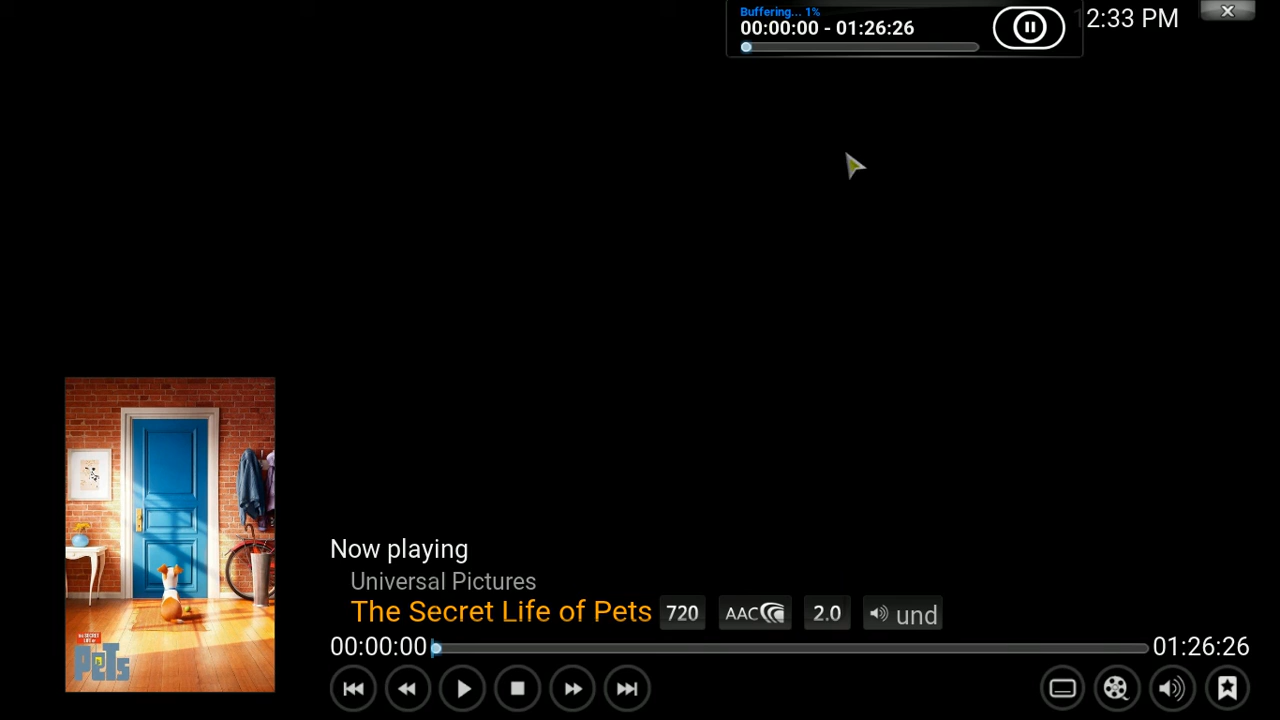 Buffering... 1%
00:00:00 - 01:26:26
2:33 PM
Now playing
Universal Pictures
The Secret Life of Pets 720 AAC 2.0 und
00:00:00 01:26:26
PeTs